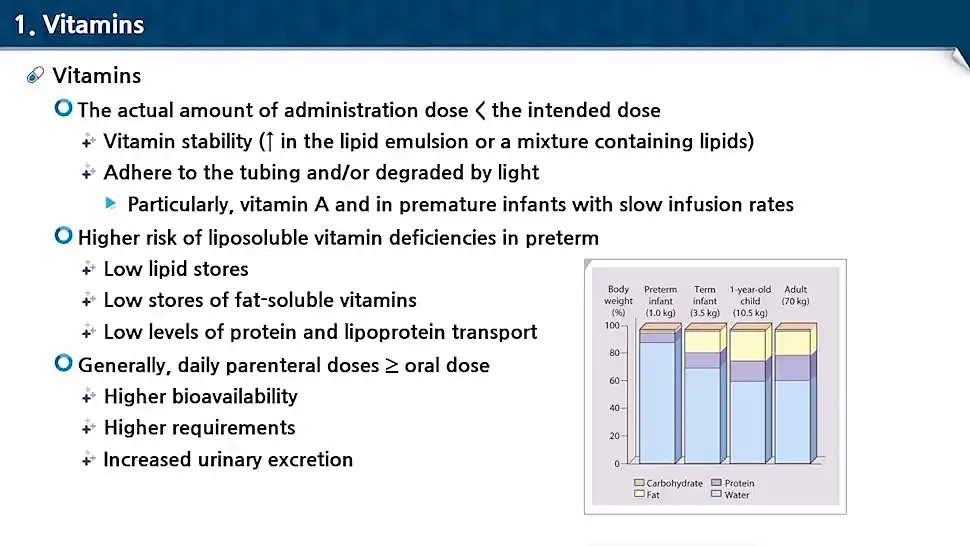 1. Vitamins
Vitamins
The actual amount of administration dose < the intended dose
Vitamin stability (↑ in the lipid emulsion or a mixture containing lipids)
Adhere to the tubing and/or degraded by light
Particularly, vitamin A and in premature infants with slow infusion rates
Higher risk of liposoluble vitamin deficiencies in preterm
Low lipid stores
Low stores of fat-soluble vitamins
Low levels of protein and lipoprotein transport
Generally, daily parenteral doses ≥ oral dose
Higher bioavailability
Higher requirements
Increased urinary excretion
Body Preterm Term 1-year-old Adult
weight infant infant child (70 kg)
(%) (1.0 kg) (3.5 kg) (10.5 kg)
100
80
60
40
20
0
Carbohydrate Protein
Fat Water